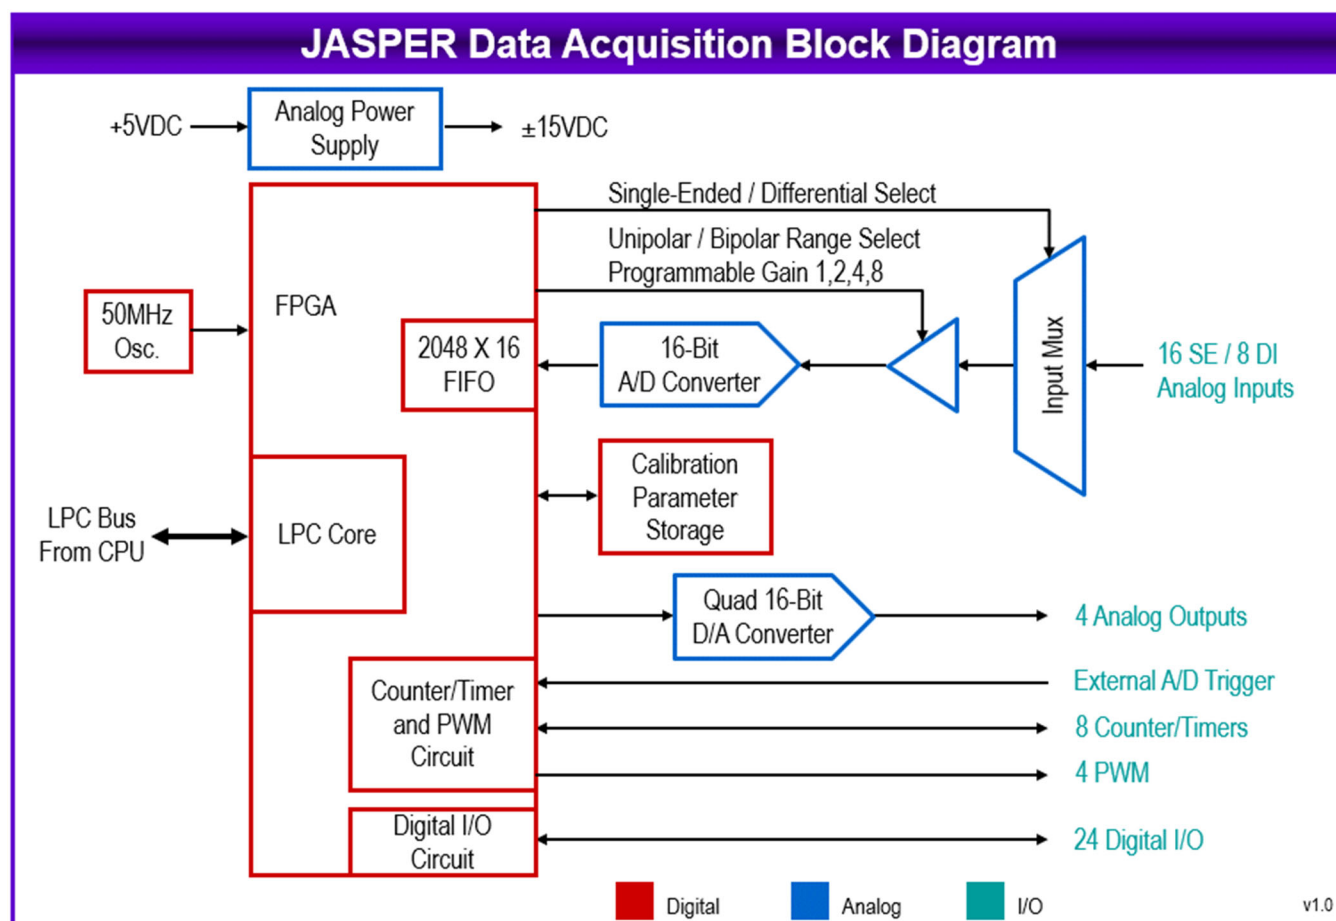 JASPER Data Acquisition Block Diagram
+5VDC
Analog Power
Supply
±15VDC
Single-Ended / Differential Select
Unipolar / Bipolar Range Select
Programmable Gain 1,2,4,8
50MHz
Osc.
FPGA
2048 X 16
FIFO
16-Bit
A/D Converter
Input Mux
16 SE / 8 DI
Analog Inputs
Calibration
Parameter
Storage
LPC Bus
From CPU
LPC Core
Quad 16-Bit
D/A Converter
4 Analog Outputs
Counter/Timer
and PWM
Circuit
External A/D Trigger
8 Counter/Timers
4 PWM
Digital I/O
Circuit
24 Digital I/O
Digital
Analog
I/O
v1.0